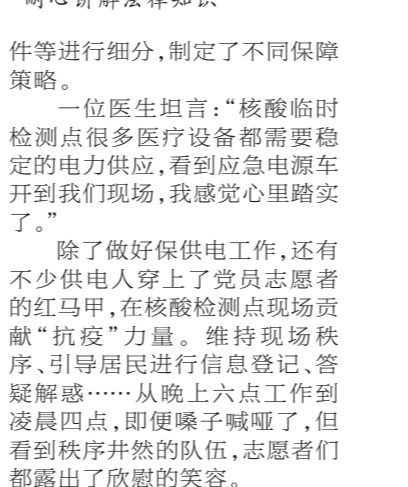 耐心讲解法律知识
件等进行细分，制定了不同保障
策略。
一位医生坦言：“核酸临时
检测点很多医疗设备都需要稳
定的电力供应，看到应急电源车
开到我们现场，我感觉心里踏实
了。”
除了做好保供电工作，还有
不少供电人穿上了党员志愿者
的红马甲，在核酸检测点现场贡
献“抗疫”力量。维持现场秩
序、引导居民进行信息登记、答
疑解惑……从晚上六点工作到
凌晨四点，即便嗓子喊哑了，但
看到秩序井然的队伍，志愿者们
都露出了欣慰的笑容。